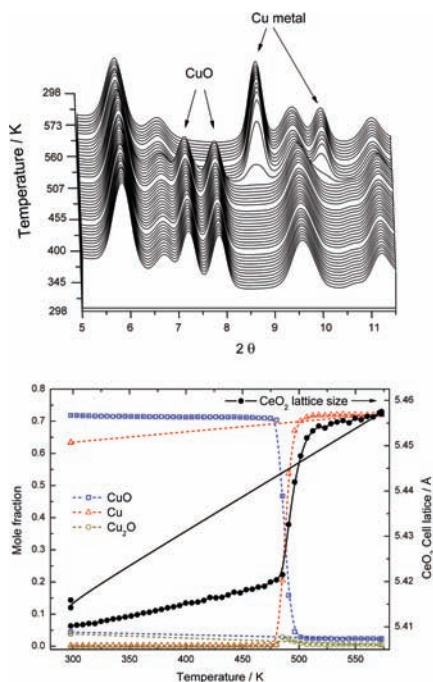 Cu metal
CuO
Temperature / K
298
573
560
507
455
400
345
298
5 6 7 8 9 10 11
2 θ
0.8
0.7
0.6
0.5
0.4
0.3
0.2
0.1
0.0
Mole fraction
CeO2 lattice size
CuO
Cu
Cu2O
5.46
5.45
5.44
5.43
5.42
5.41
CeO2 Cell lattice / Å
300 350 400 450 500 550
Temperature / K